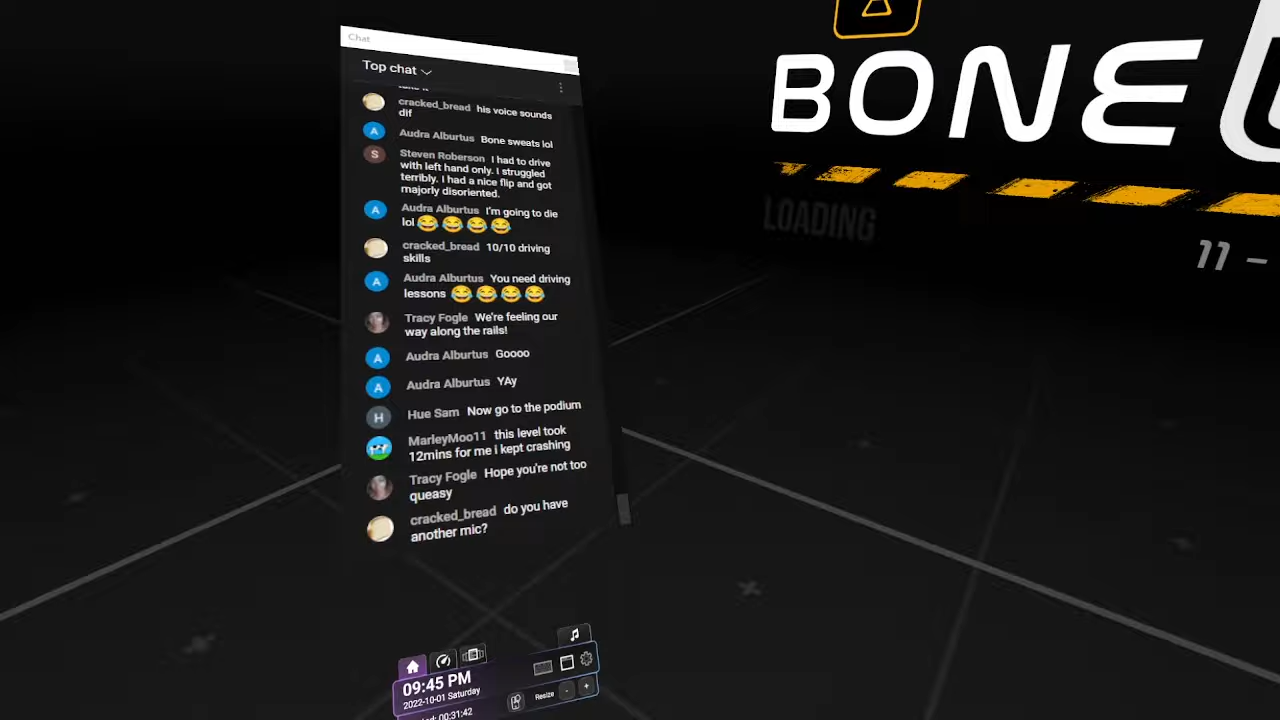 Chat
Top chat
cracked_bread his voice sounds
dif
Audra Alburtus Bone sweats lol
Steven Roberson I had to drive
with left hand only. I struggled
terribly. I had a nice flip and got
majorly disoriented.
Audra Alburtus I'm going to die
lol 😂😂😂😂
cracked_bread 10/10 driving
skills
Audra Alburtus You need driving
lessons 😂😂😂😂
Tracy Fogle We're feeling our
way along the rails!
Audra Alburtus Goooo
Audra Alburtus YAy
Hue Sam Now go to the podium
MarleyMoo11 this level took
12mins for me i kept crashing
Tracy Fogle Hope you're not too
queasy
cracked_bread do you have
another mic?
BONE
LOADING
11 –
09:45 PM
2022-10-01 Saturday
00:31:42
Resize - +